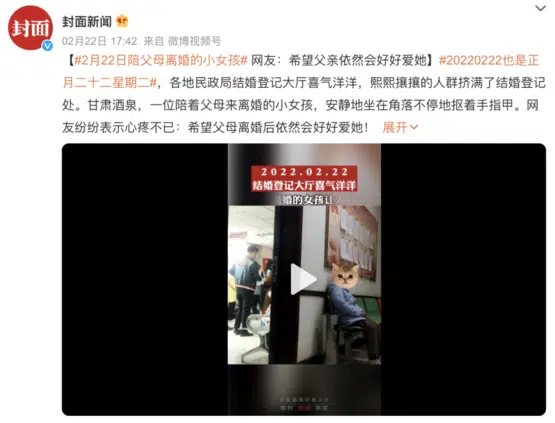 封面
封面新闻
02月22日 17:42 来自 微博视频号
【#2月22日陪父母离婚的小女孩# 网友：希望父亲依然会好好爱她】#20220222也是正
月二十二星期二#，各地民政局结婚登记大厅喜气洋洋，熙熙攘攘的人群挤满了结婚登记
处。甘肃酒泉，一位陪着父母来离婚的小女孩，安静地坐在角落不停地抠着手指甲。网
友纷纷表示心疼不已：希望父母离婚后依然会好好爱她！ 展开
2022.02.22
结婚登记大厅喜气洋洋
婚的女孩让